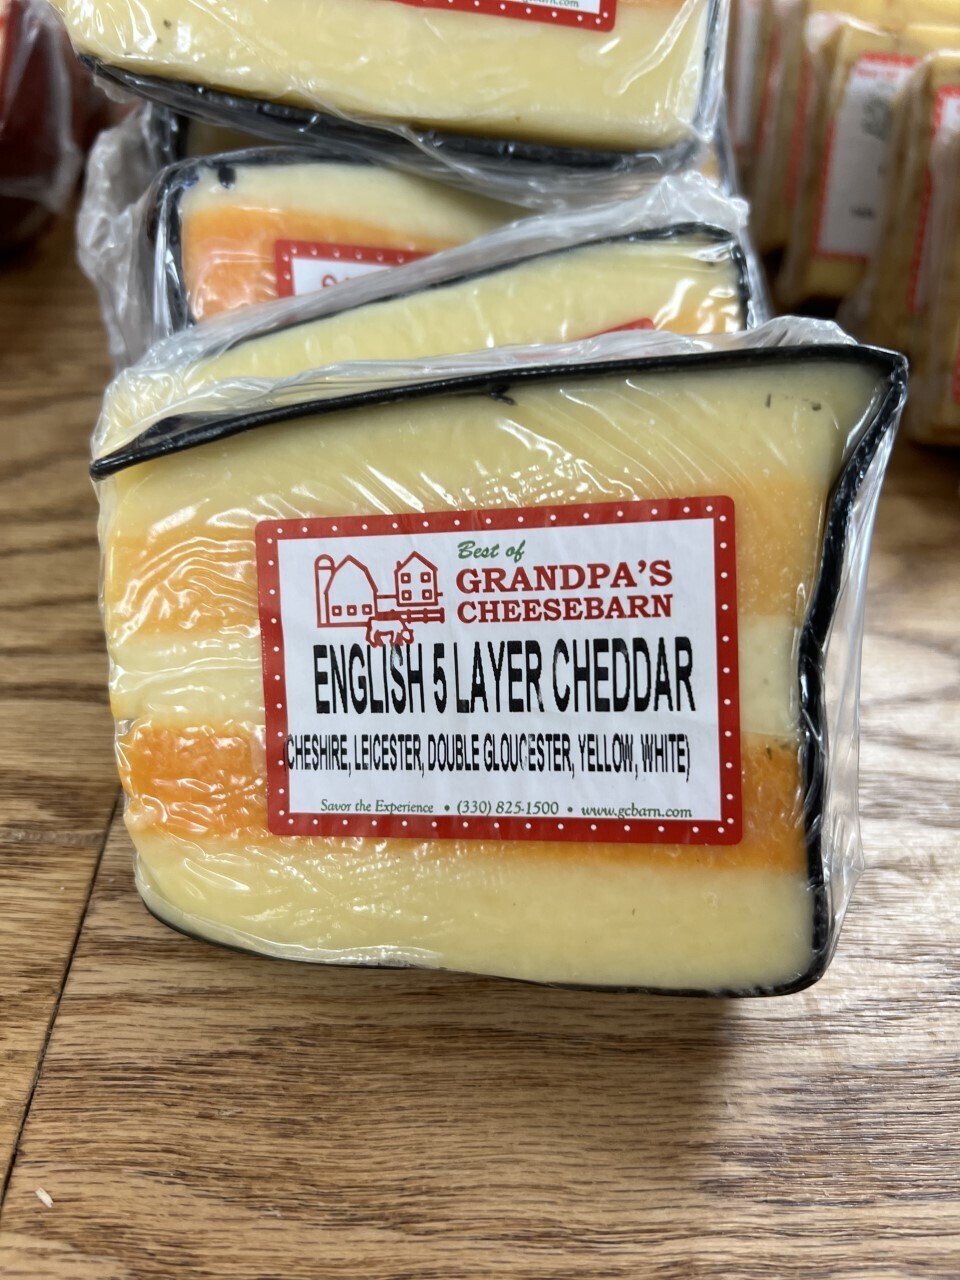 Best of
GRANDPA'S
CHEESEBARN
ENGLISH 5 LAYER CHEDDAR
(CHESHIRE, LEICESTER, DOUBLE GLOUCESTER, YELLOW, WHITE)
Savor the Experience • (330) 825-1500 • www.gcbarn.com